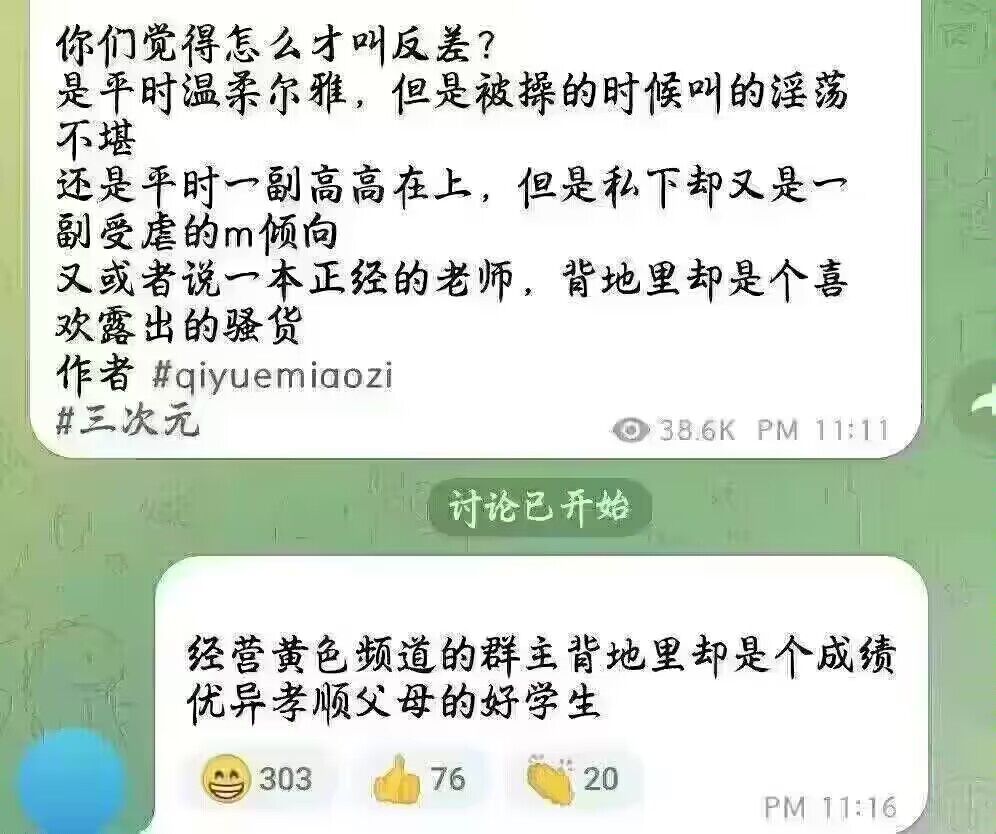 你们觉得怎么才叫反差?
是平时温柔尔雅，但是被操的时候叫的淫荡
不堪
还是平时一副高高在上，但是私下却又是一
副受虐的m倾向
又或者说一本正经的老师，背地里却是个喜
欢露出的骚货
作者 #qiyuemiaozi
#三次元
38.6K PM 11:11
讨论已开始
经营黄色频道的群主背地里却是个成绩
优异孝顺父母的好学生
303 76 20
PM 11:16